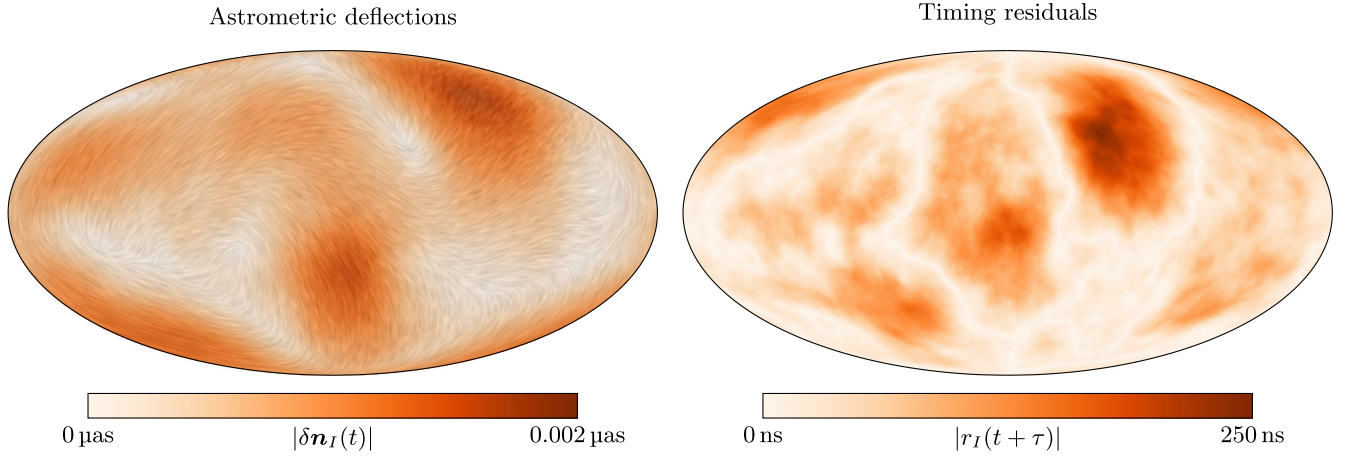 Astrometric deflections
Timing residuals
0 µas
|δ𝒏_I(t)|
0.002 µas
0 ns
|r_I(t + τ)|
250 ns